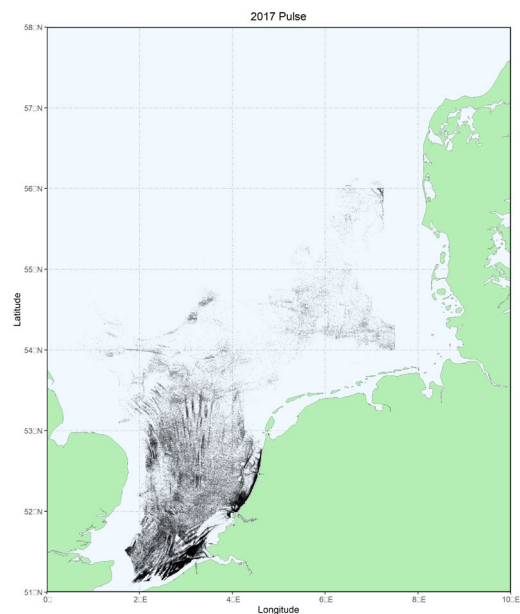 2017 Pulse
58□N
57□N
56□N
55□N
54□N
53□N
52□N
51□N
Latitude
0□
2□E
4□E
6□E
8□E
10□E
Longitude